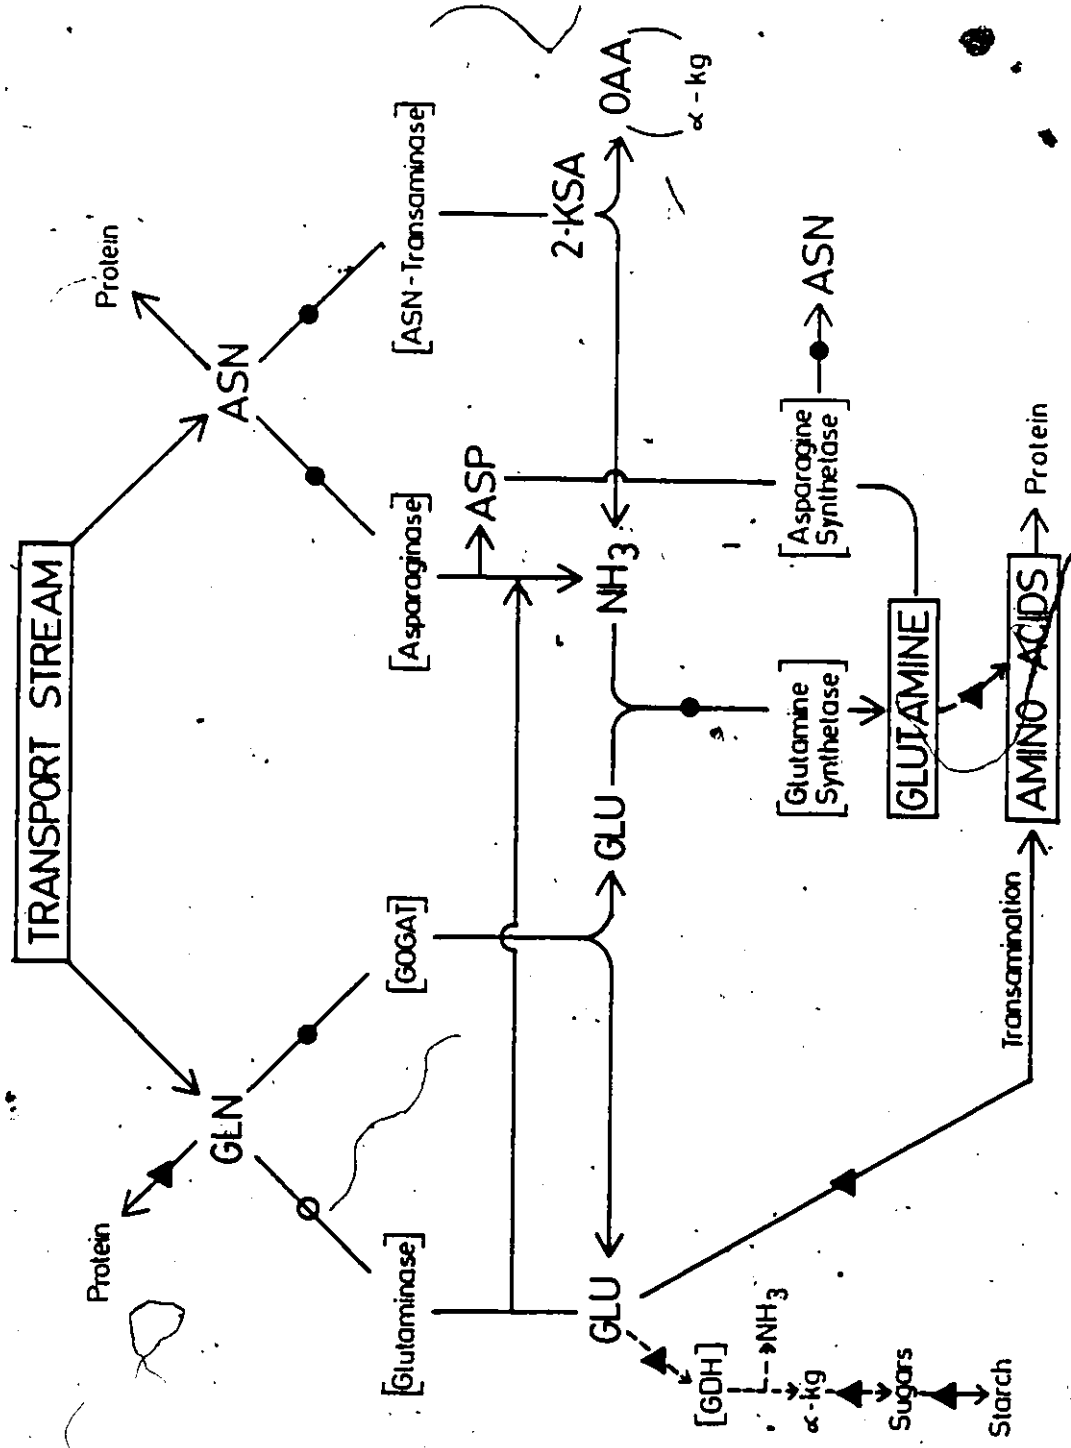 TRANSPORT STREAM
Protein
Protein
GLN
ASN
[Glutaminase]
[GOGAT]
[Asparaginase]
[ASN-Transaminase]
ASP
2-KSA
GLU
GLU
NH3
OAA
(α-kg)
[GDH]
NH3
α-kg
Sugars
Starch
[Glutamine
Synthetase]
[Asparagine
Synthetase]
ASN
GLUTAMINE
Transamination
AMINO ACIDS
Protein